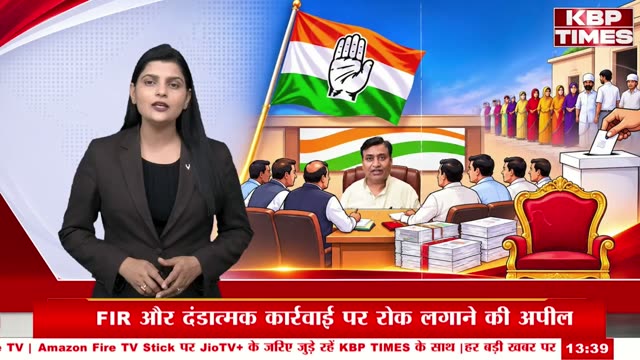 KBP
TIMES
FIR और दंडात्मक कार्रवाई पर रोक लगाने की अपील
TV | Amazon Fire TV Stick पर JioTV+ के जरिए जुड़े रहें KBP TIMES के साथ |हर बड़ी खबर पर
13:39